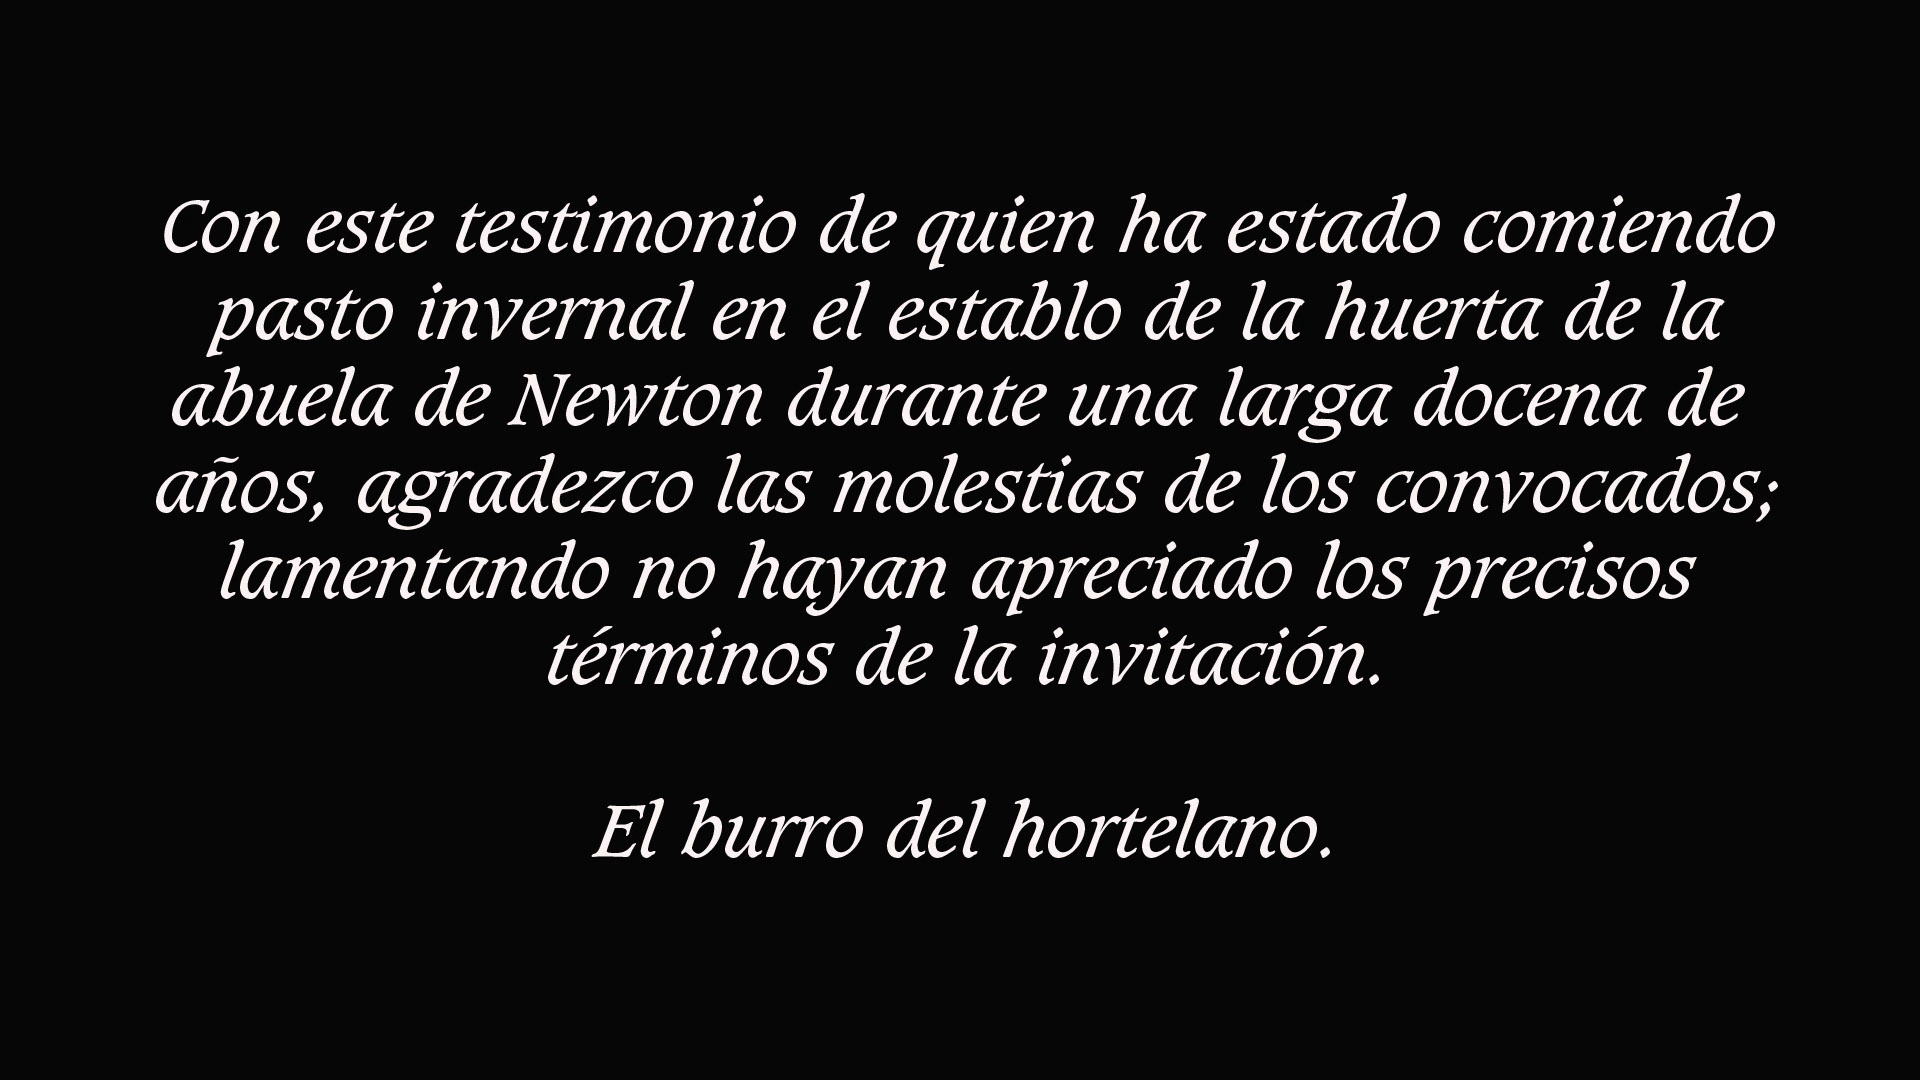 Con este testimonio de quien ha estado comiendo
pasto invernal en el establo de la huerta de la
abuela de Newton durante una larga docena de
años, agradezco las molestias de los convocados;
lamentando no hayan apreciado los precisos
términos de la invitación.
El burro del hortelano.